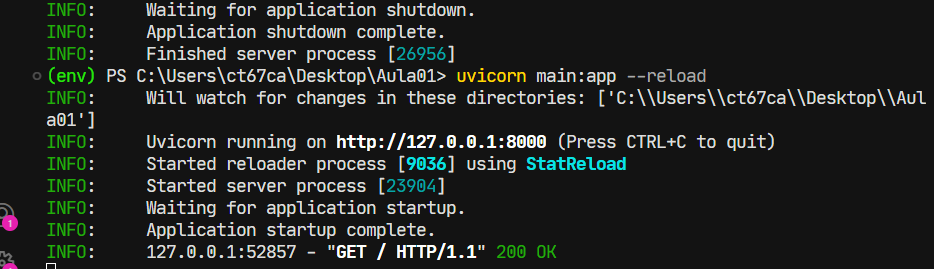 INFO:     Waiting for application shutdown.
INFO:     Application shutdown complete.
INFO:     Finished server process [26956]
(env) PS C:\Users\ct67ca\Desktop\Aula01> uvicorn main:app --reload
INFO:     Will watch for changes in these directories: ['C:\\Users\\ct67ca\\Desktop\\Aul
a01']
INFO:     Uvicorn running on http://127.0.0.1:8000 (Press CTRL+C to quit)
INFO:     Started reloader process [9036] using StatReload
INFO:     Started server process [23904]
INFO:     Waiting for application startup.
1
INFO:     Application startup complete.
INFO:     127.0.0.1:52857 - "GET / HTTP/1.1" 200 OK
1